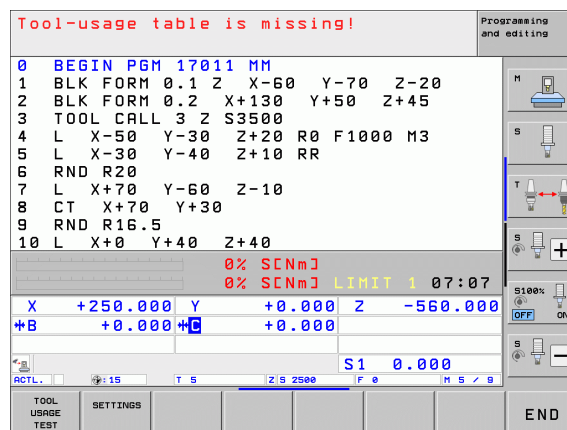 Tool-usage table is missing!
Programming and editing
0 BEGIN PGM 17011 MM
1 BLK FORM 0.1 Z X-60 Y-70 Z-20
2 BLK FORM 0.2 X+130 Y+50 Z+45
3 TOOL CALL 3 Z S3500
4 L X-50 Y-30 Z+20 R0 F1000 M3
5 L X-30 Y-40 Z+10 RR
6 RND R20
7 L X+70 Y-60 Z-10
8 CT X+70 Y+30
9 RND R16.5
10 L X+0 Y+40 Z+40
0% S[Nm]
0% S[Nm] LIMIT 1 07:07
X +250.000 Y +0.000 Z -560.000
B +0.000 C +0.000
S1 0.000
ACTL. :15 T 5 Z S 2500 F 0 M 5 / 9
M
S
T
S +
S100%
OFF ON
S −
TOOL USAGE TEST
SETTINGS
END